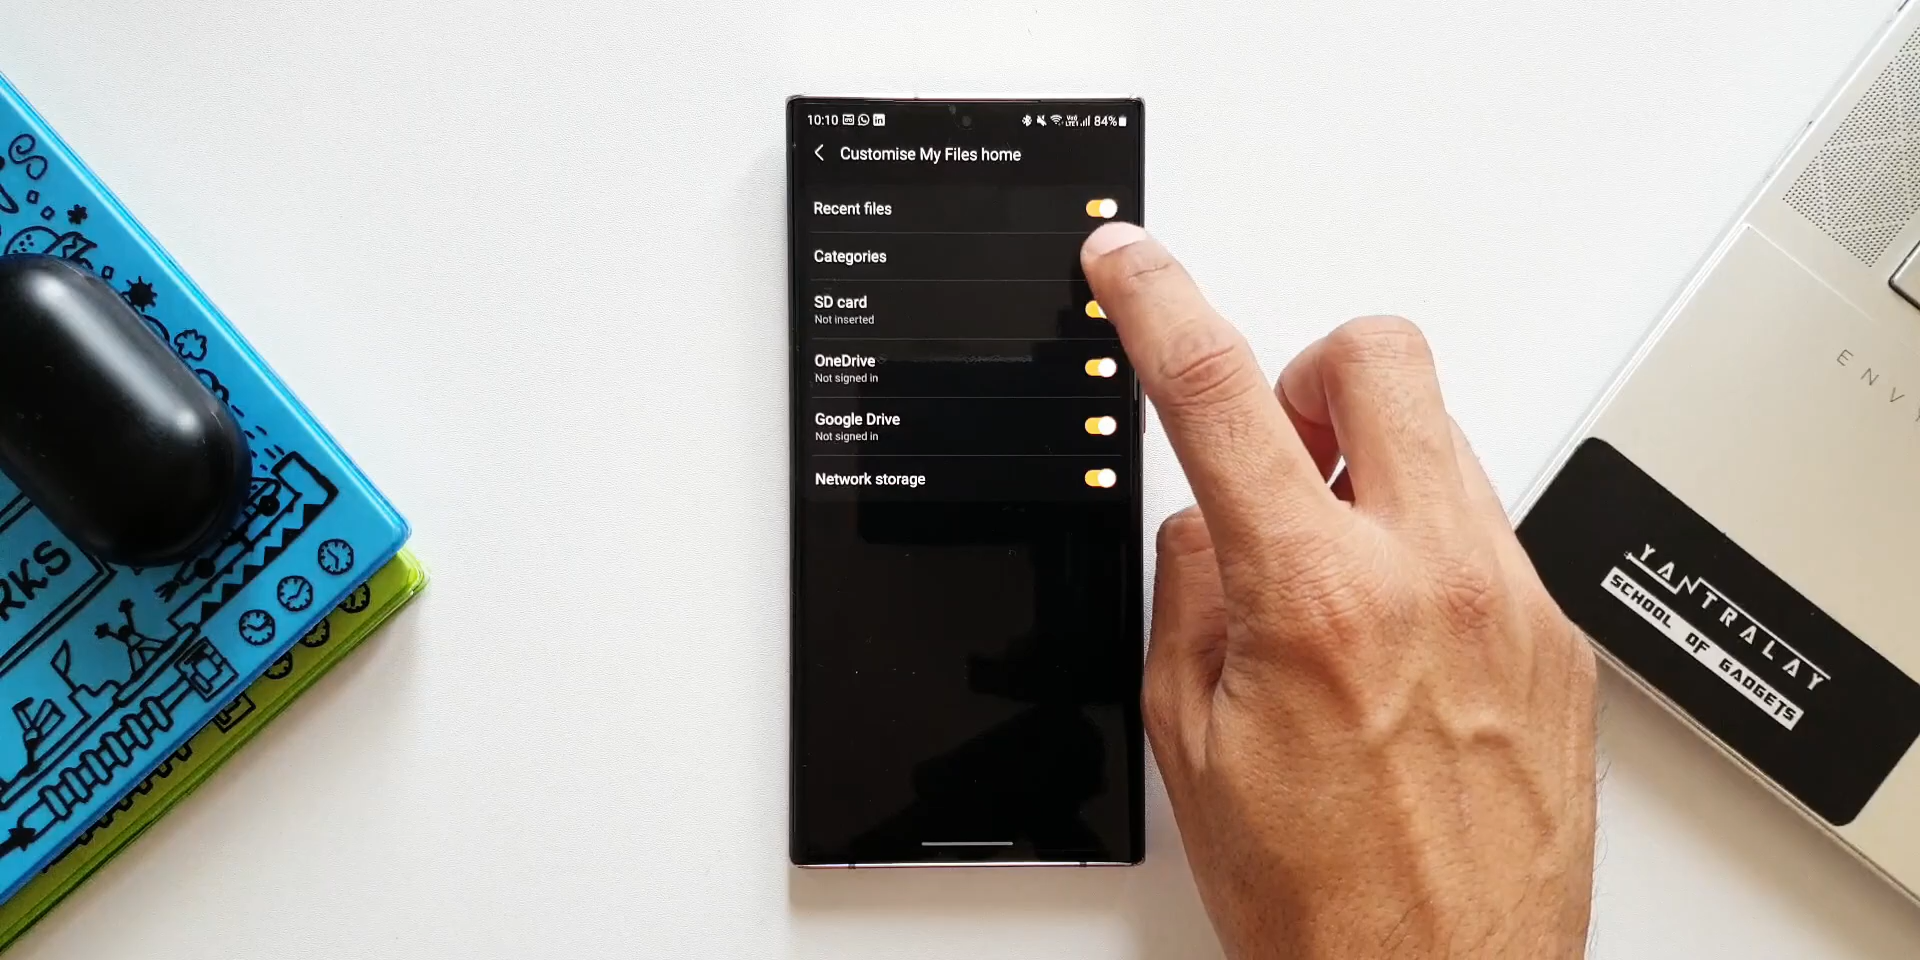 10:10
84%
Customise My Files home
Recent files
Categories
SD card
Not inserted
OneDrive
Not signed in
Google Drive
Not signed in
Network storage
RKS
ENVY
YANTRALAY
SCHOOL OF GADGETS